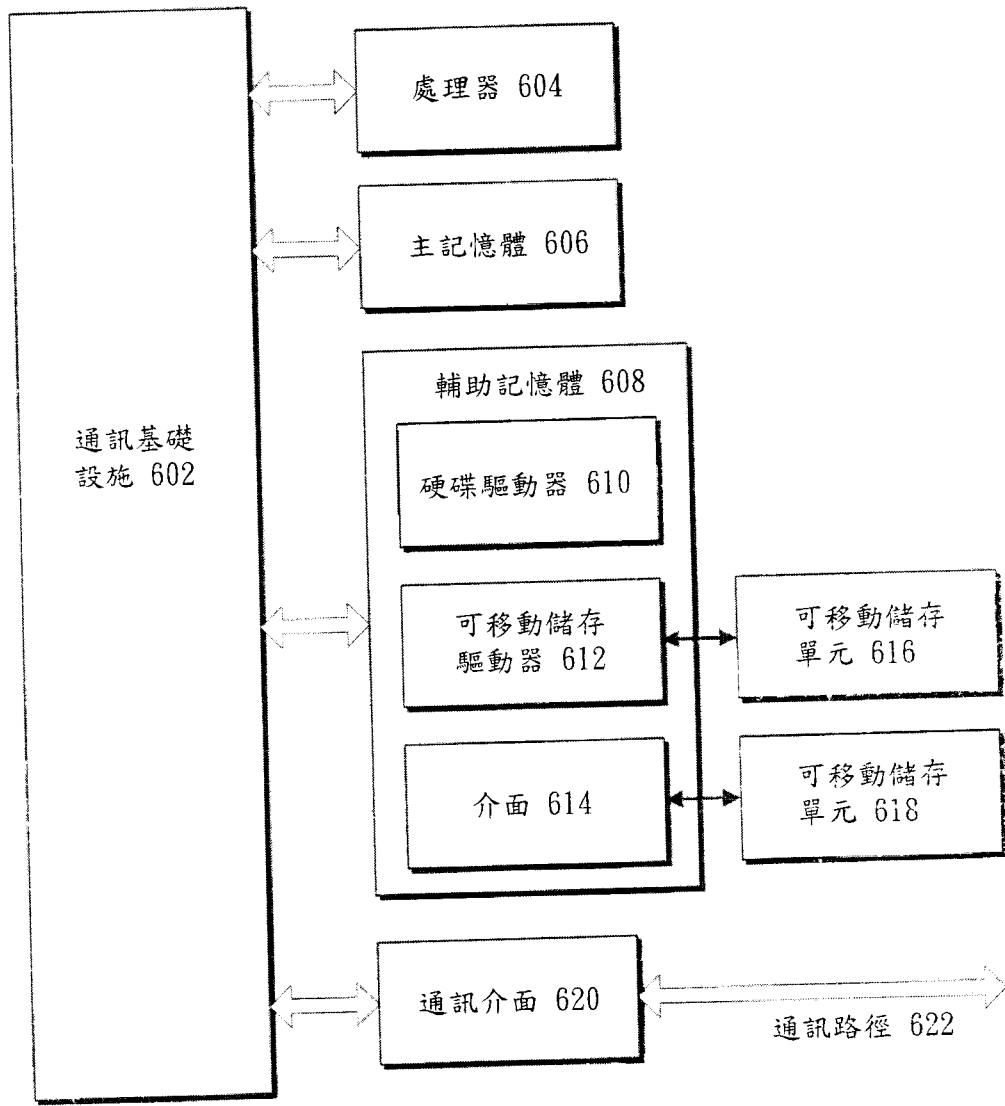 處理器 604
主記憶體 606
輔助記憶體 608
通訊基礎
設施 602
硬碟驅動器 610
可移動儲存
驅動器 612
可移動儲存
單元 616
介面 614
可移動儲存
單元 618
通訊介面 620
通訊路徑 622